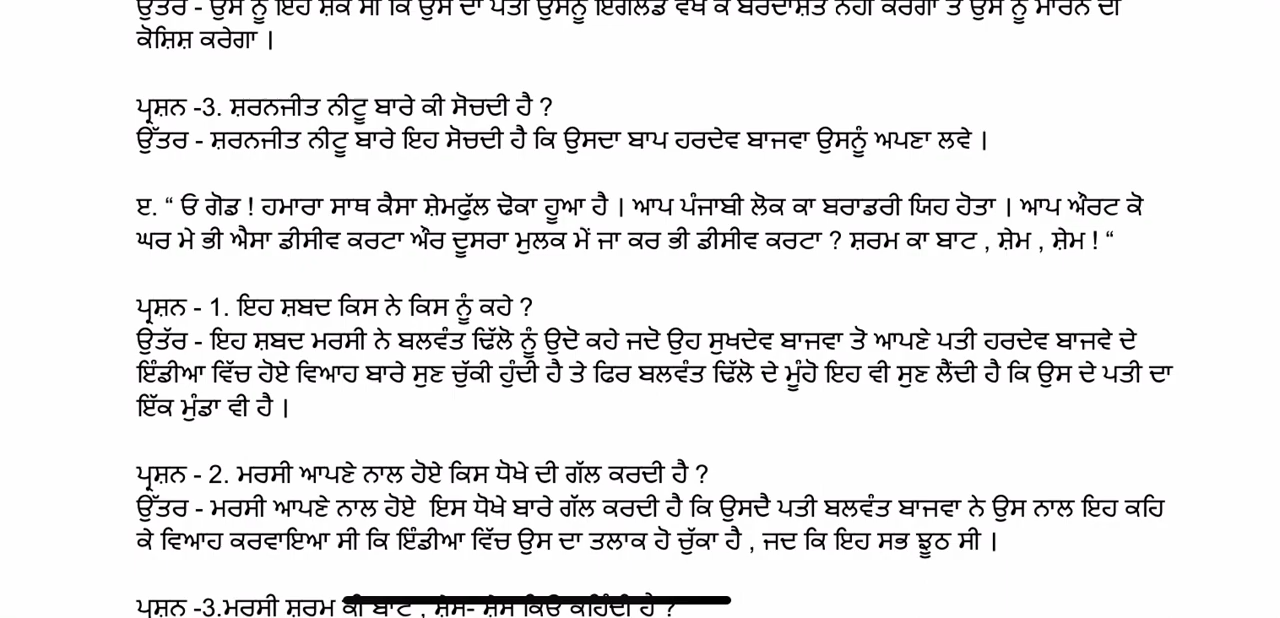 ਉੱਤਰ - ਉਸ ਨੂੰ ਇਹ ਸ਼ੱਕ ਸੀ ਕਿ ਉਸ ਦਾ ਪਤੀ ਉਸਨੂੰ ਇੰਗਲੈਂਡ ਵੇਖ ਕੇ ਬਰਦਾਸ਼ਤ ਨਹੀਂ ਕਰੇਗਾ ਤੇ ਉਸ ਨੂੰ ਮਾਰਨ ਦੀ
ਕੋਸ਼ਿਸ਼ ਕਰੇਗਾ ।
ਪ੍ਰਸ਼ਨ -3. ਸ਼ਰਨਜੀਤ ਨੀਟੂ ਬਾਰੇ ਕੀ ਸੋਚਦੀ ਹੈ ?
ਉੱਤਰ - ਸ਼ਰਨਜੀਤ ਨੀਟੂ ਬਾਰੇ ਇਹ ਸੋਚਦੀ ਹੈ ਕਿ ਉਸਦਾ ਬਾਪ ਹਰਦੇਵ ਬਾਜਵਾ ਉਸਨੂੰ ਅਪਣਾ ਲਵੇ ।
ੲ. “ ਓ ਗੋਡ ! ਹਮਾਰਾ ਸਾਥ ਕੈਸਾ ਸ਼ੇਮਫੁੱਲ ਢੋਕਾ ਹੂਆ ਹੈ । ਆਪ ਪੰਜਾਬੀ ਲੋਕ ਕਾ ਬਰਾਡਰੀ ਯਿਹ ਹੋਤਾ । ਆਪ ਔਰਟ ਕੋ
ਘਰ ਮੇ ਭੀ ਐਸਾ ਡੀਸੀਵ ਕਰਟਾ ਔਰ ਦੂਸਰਾ ਮੁਲਕ ਮੇਂ ਜਾ ਕਰ ਭੀ ਡੀਸੀਵ ਕਰਟਾ ? ਸ਼ਰਮ ਕਾ ਬਾਟ , ਸ਼ੇਮ , ਸ਼ੇਮ ! “
ਪ੍ਰਸ਼ਨ - 1. ਇਹ ਸ਼ਬਦ ਕਿਸ ਨੇ ਕਿਸ ਨੂੰ ਕਹੇ ?
ਉਤੱਰ - ਇਹ ਸ਼ਬਦ ਮਰਸੀ ਨੇ ਬਲਵੰਤ ਢਿੱਲੋ ਨੂੰ ਉਦੋ ਕਹੇ ਜਦੋ ਉਹ ਸੁਖਦੇਵ ਬਾਜਵਾ ਤੋ ਆਪਣੇ ਪਤੀ ਹਰਦੇਵ ਬਾਜਵੇ ਦੇ
ਇੰਡੀਆ ਵਿੱਚ ਹੋਏ ਵਿਆਹ ਬਾਰੇ ਸੁਣ ਚੁੱਕੀ ਹੁੰਦੀ ਹੈ ਤੇ ਫਿਰ ਬਲਵੰਤ ਢਿੱਲੋ ਦੇ ਮੂੰਹੋ ਇਹ ਵੀ ਸੁਣ ਲੈਂਦੀ ਹੈ ਕਿ ਉਸ ਦੇ ਪਤੀ ਦਾ
ਇੱਕ ਮੁੰਡਾ ਵੀ ਹੈ ।
ਪ੍ਰਸ਼ਨ - 2. ਮਰਸੀ ਆਪਣੇ ਨਾਲ ਹੋਏ ਕਿਸ ਧੋਖੇ ਦੀ ਗੱਲ ਕਰਦੀ ਹੈ ?
ਉੱਤਰ - ਮਰਸੀ ਆਪਣੇ ਨਾਲ ਹੋਏ ਇਸ ਧੋਖੇ ਬਾਰੇ ਗੱਲ ਕਰਦੀ ਹੈ ਕਿ ਉਸਦੈ ਪਤੀ ਬਲਵੰਤ ਬਾਜਵਾ ਨੇ ਉਸ ਨਾਲ ਇਹ ਕਹਿ
ਕੇ ਵਿਆਹ ਕਰਵਾਇਆ ਸੀ ਕਿ ਇੰਡੀਆ ਵਿੱਚ ਉਸ ਦਾ ਤਲਾਕ ਹੋ ਚੁੱਕਾ ਹੈ , ਜਦ ਕਿ ਇਹ ਸਭ ਝੂਠ ਸੀ ।
ਪ੍ਰਸ਼ਨ -3.ਮਰਸੀ ਸ਼ਰਮ ਕੀ ਬਾਟ , ਸ਼ੇਮ- ਸ਼ੇਮ ਕਿਓ ਕਹਿੰਦੀ ਹੈ ?